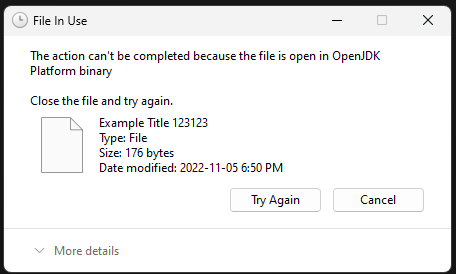 File In Use
The action can't be completed because the file is open in OpenJDK
Platform binary
Close the file and try again.
Example Title 123123
Type: File
Size: 176 bytes
Date modified: 2022-11-05 6:50 PM
Try Again
Cancel
More details